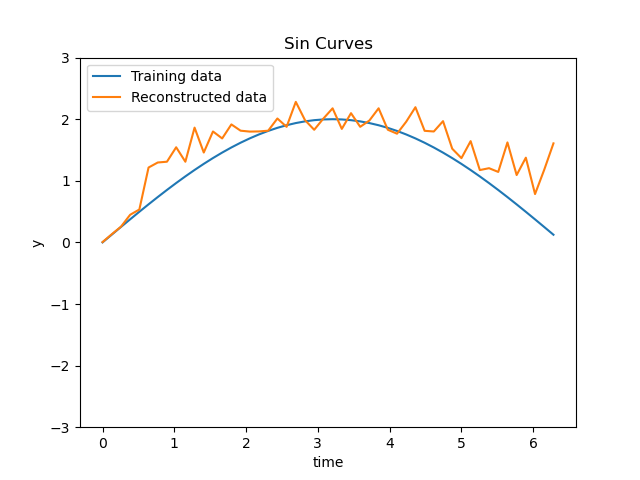 Sin Curves
Training data
Reconstructed data
3
2
1
0
−1
−2
−3
y
0 1 2 3 4 5 6
time